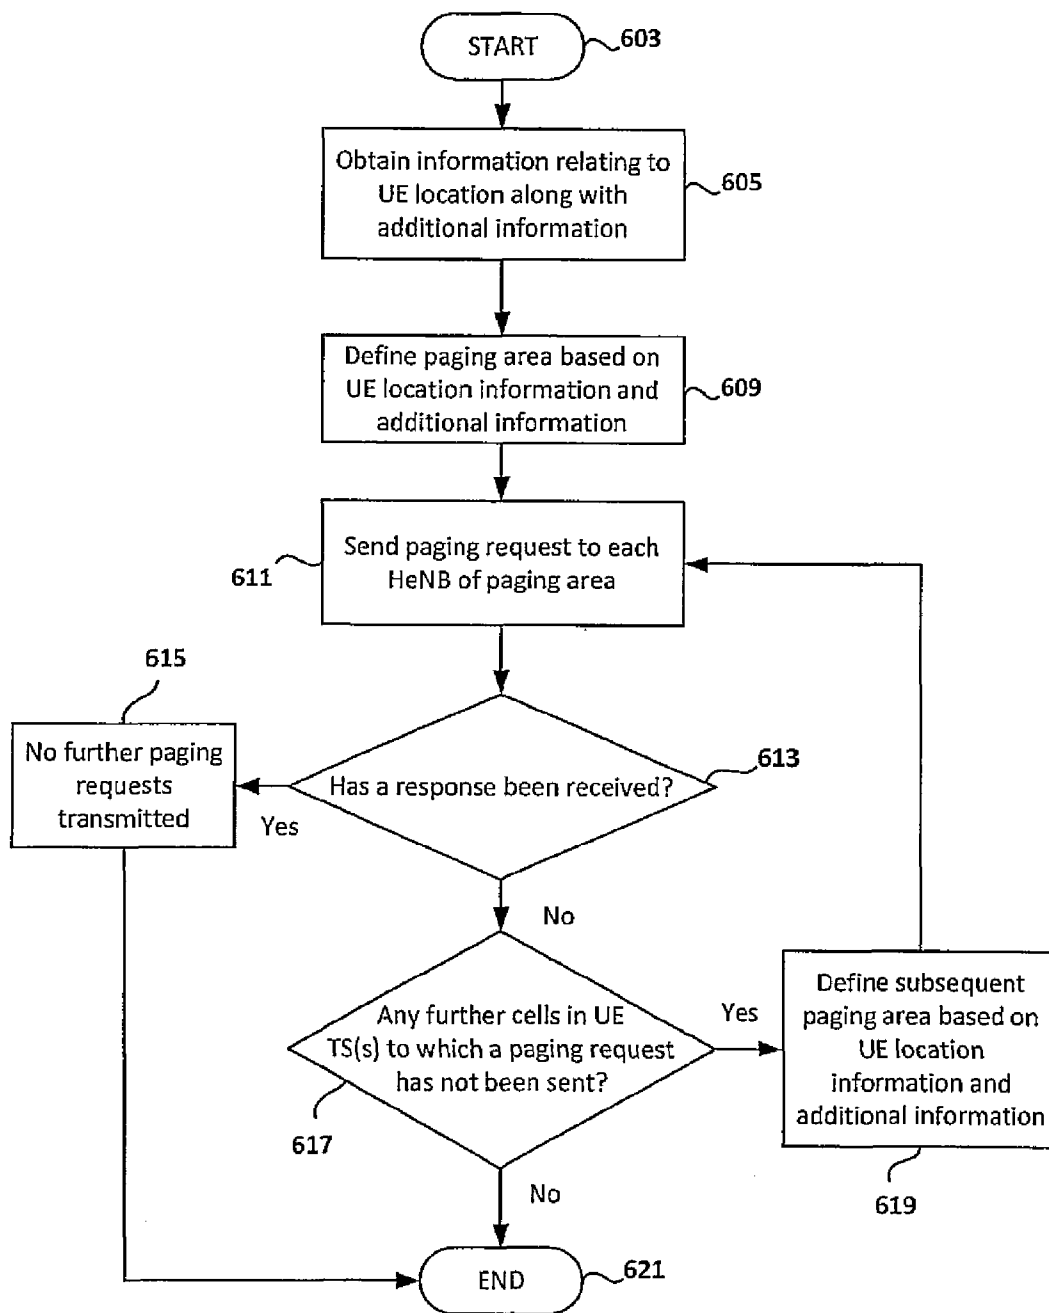 START
603
Obtain information relating to
UE location along with
additional information
605
Define paging area based on
UE location information and
additional information
609
Send paging request to each
HeNB of paging area
611
615
No further paging
requests
transmitted
Has a response been received?
613
Yes
No
Any further cells in UE
TS(s) to which a paging request
has not been sent?
617
Yes
Define subsequent
paging area based on
UE location
information and
additional information
619
No
END
621